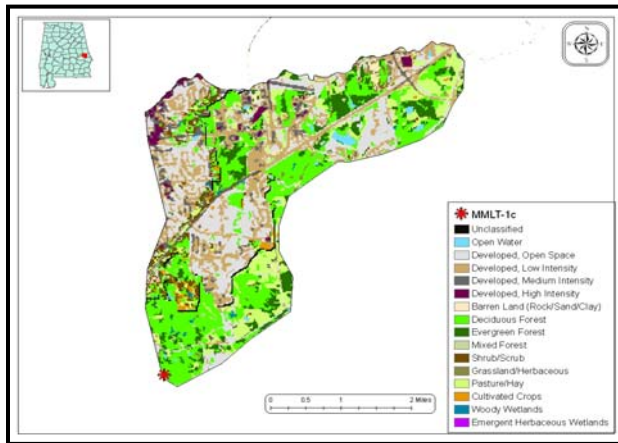 N
W
E
S
MMLT-1c
Unclassified
Open Water
Developed, Open Space
Developed, Low Intensity
Developed, Medium Intensity
Developed, High Intensity
Barren Land (Rock/Sand/Clay)
Deciduous Forest
Evergreen Forest
Mixed Forest
Shrub/Scrub
Grassland/Herbaceous
Pasture/Hay
Cultivated Crops
Woody Wetlands
Emergent Herbaceous Wetlands
0 0.5 1 2 Miles